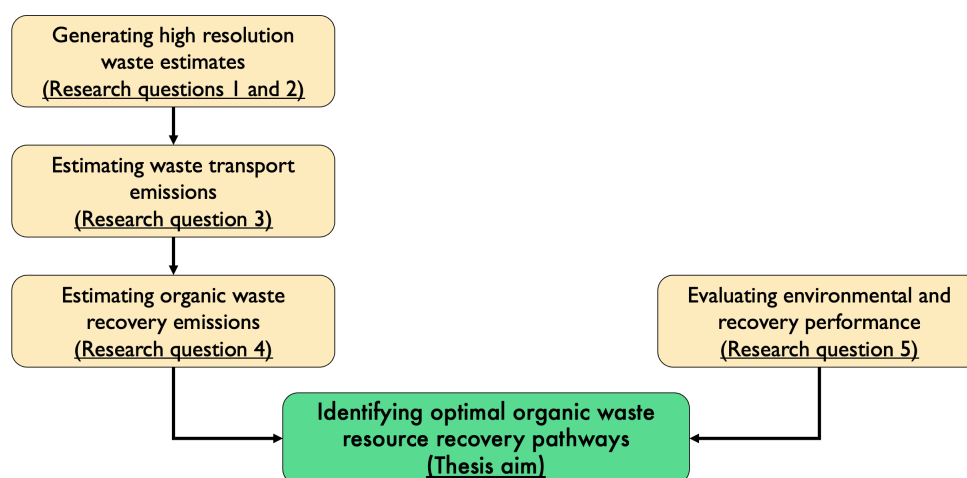 Generating high resolution
waste estimates
(Research questions 1 and 2)
Estimating waste transport
emissions
(Research question 3)
Estimating organic waste
recovery emissions
(Research question 4)
Evaluating environmental and
recovery performance
(Research question 5)
Identifying optimal organic waste
resource recovery pathways
(Thesis aim)